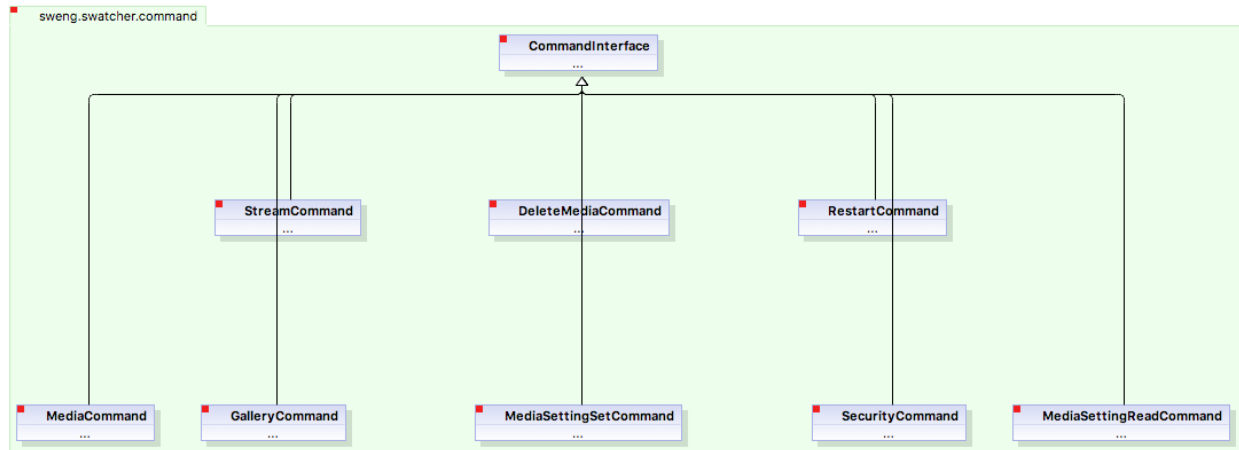 sweng.swatcher.command
CommandInterface
...
StreamCommand
...
DeleteMediaCommand
...
RestartCommand
...
MediaCommand
...
GalleryCommand
...
MediaSettingSetCommand
...
SecurityCommand
...
MediaSettingReadCommand
...